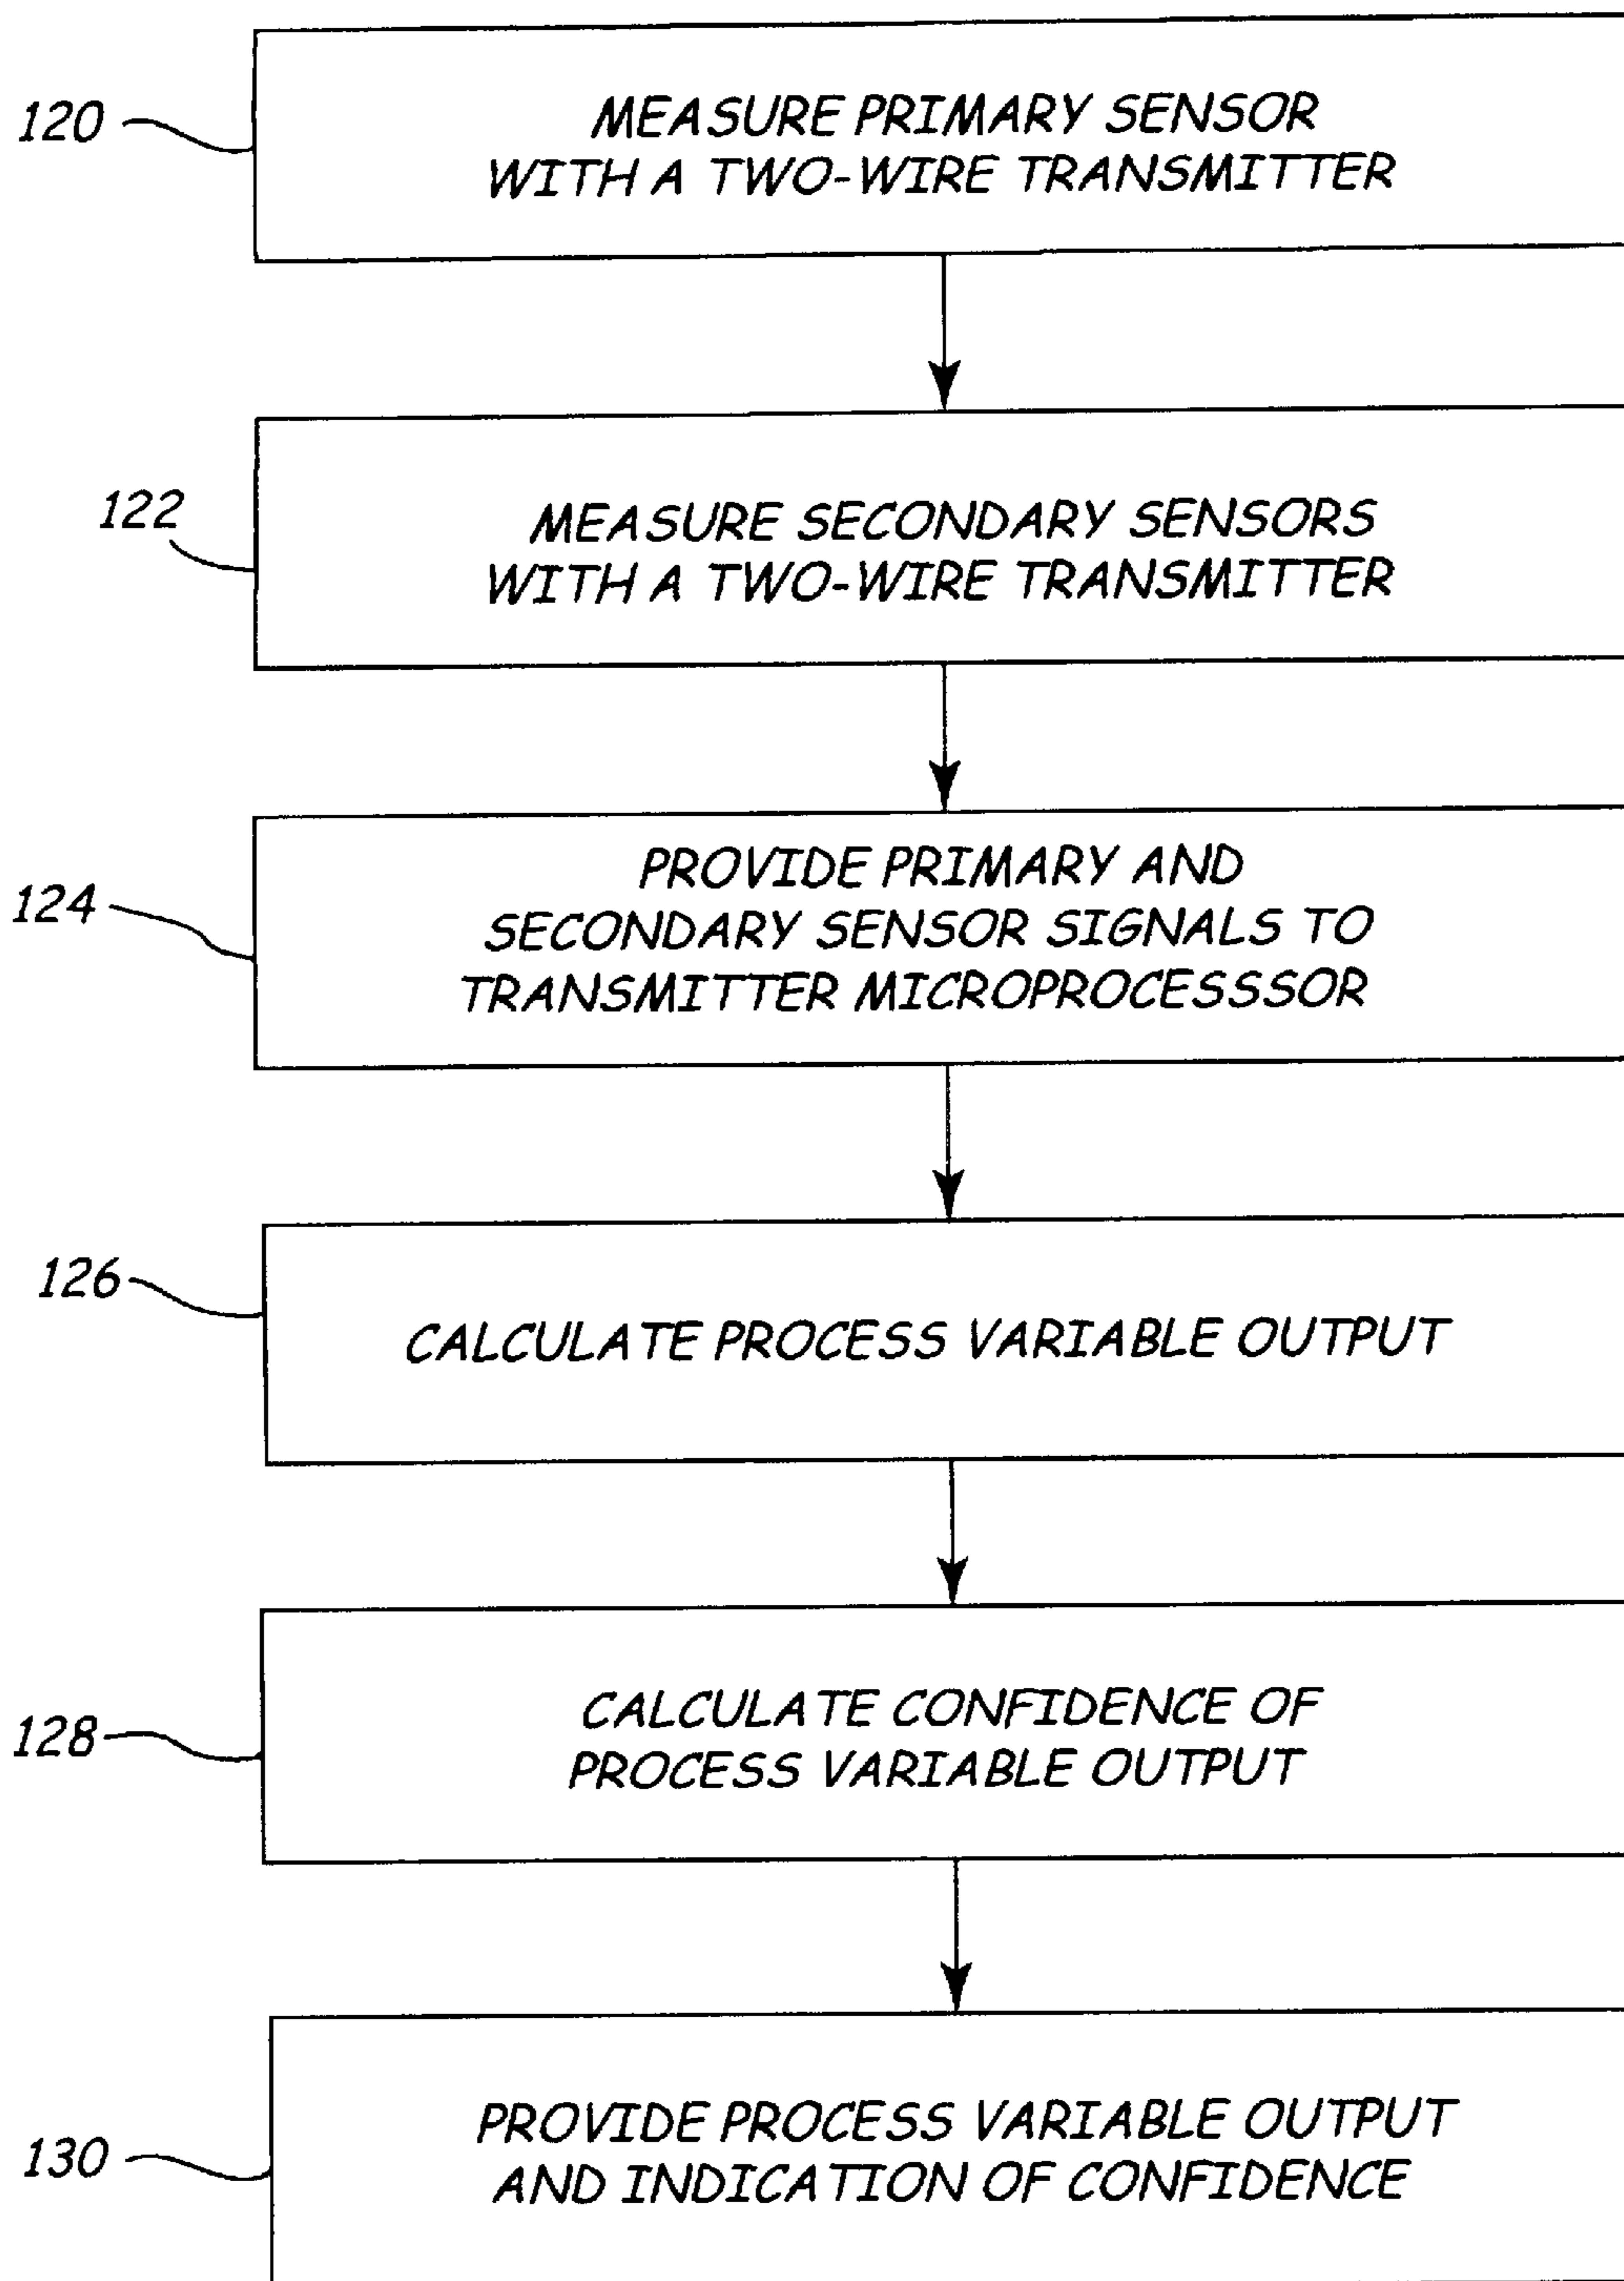 120
MEASURE PRIMARY SENSOR
WITH A TWO-WIRE TRANSMITTER
122
MEASURE SECONDARY SENSORS
WITH A TWO-WIRE TRANSMITTER
124
PROVIDE PRIMARY AND
SECONDARY SENSOR SIGNALS TO
TRANSMITTER MICROPROCESSSOR
126
CALCULATE PROCESS VARIABLE OUTPUT
128
CALCULATE CONFIDENCE OF
PROCESS VARIABLE OUTPUT
130
PROVIDE PROCESS VARIABLE OUTPUT
AND INDICATION OF CONFIDENCE